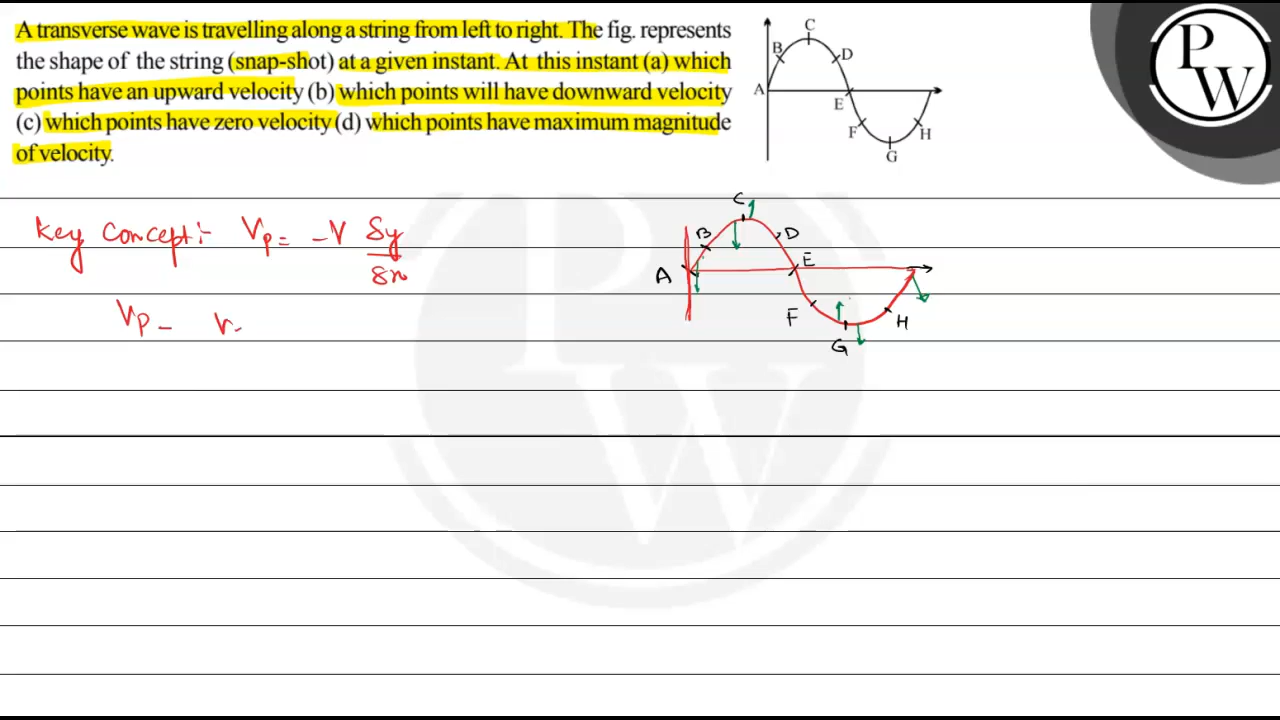 A transverse wave is travelling along a string from left to right. The fig. represents
the shape of the string (snap-shot) at a given instant. At this instant (a) which
points have an upward velocity (b) which points will have downward velocity
(c) which points have zero velocity (d) which points have maximum magnitude
of velocity.
C
B
D
A
E
F
H
G
P
W
Key Concept:- Vp = -V δy
δx
Vp =
C
B
D
A
E
F
H
G
P
W